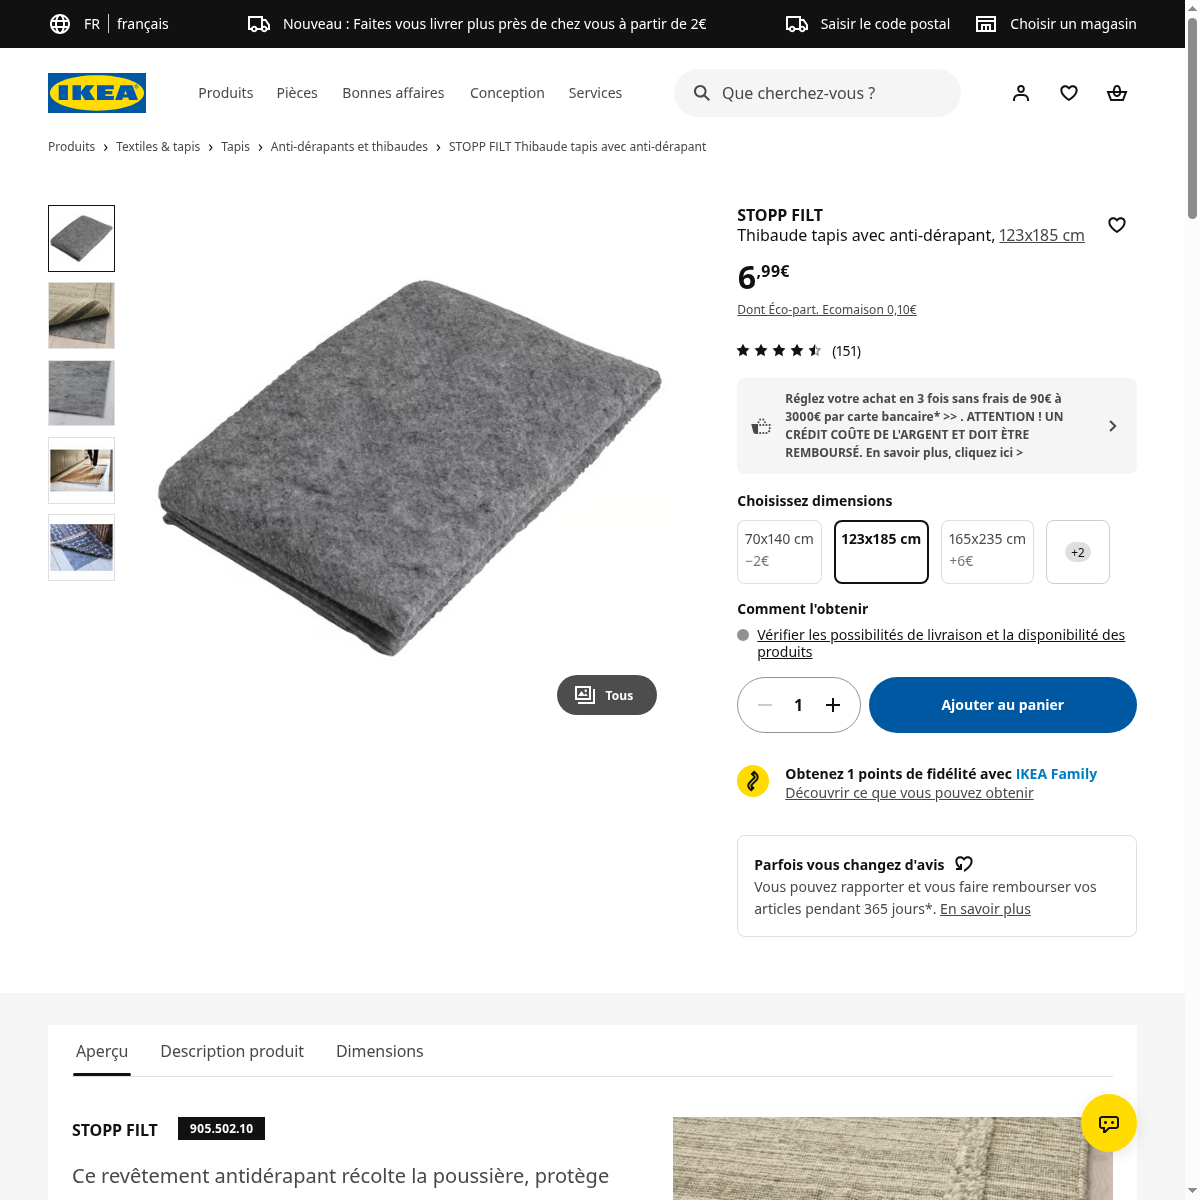 FR | français
Nouveau : Faites vous livrer plus près de chez vous à partir de 2€
Saisir le code postal
Choisir un magasin
IKEA
Produits
Pièces
Bonnes affaires
Conception
Services
Que cherchez-vous ?
Produits › Textiles & tapis › Tapis › Anti-dérapants et thibaudes › STOPP FILT Thibaude tapis avec anti-dérapant
STOPP FILT
Thibaude tapis avec anti-dérapant, 123x185 cm
6,99€
Dont Éco-part. Ecomaison 0,10€
(151)
Réglez votre achat en 3 fois sans frais de 90€ à
3000€ par carte bancaire* >> . ATTENTION ! UN
CRÉDIT COÛTE DE L'ARGENT ET DOIT ÈTRE
REMBOURSÉ. En savoir plus, cliquez ici >
Choisissez dimensions
70x140 cm
−2€
123x185 cm
165x235 cm
+6€
+2
Comment l'obtenir
Vérifier les possibilités de livraison et la disponibilité des
produits
Tous
1
Ajouter au panier
Obtenez 1 points de fidélité avec IKEA Family
Découvrir ce que vous pouvez obtenir
Parfois vous changez d'avis
Vous pouvez rapporter et vous faire rembourser vos
articles pendant 365 jours*. En savoir plus
Aperçu
Description produit
Dimensions
STOPP FILT
905.502.10
Ce revêtement antidérapant récolte la poussière, protège